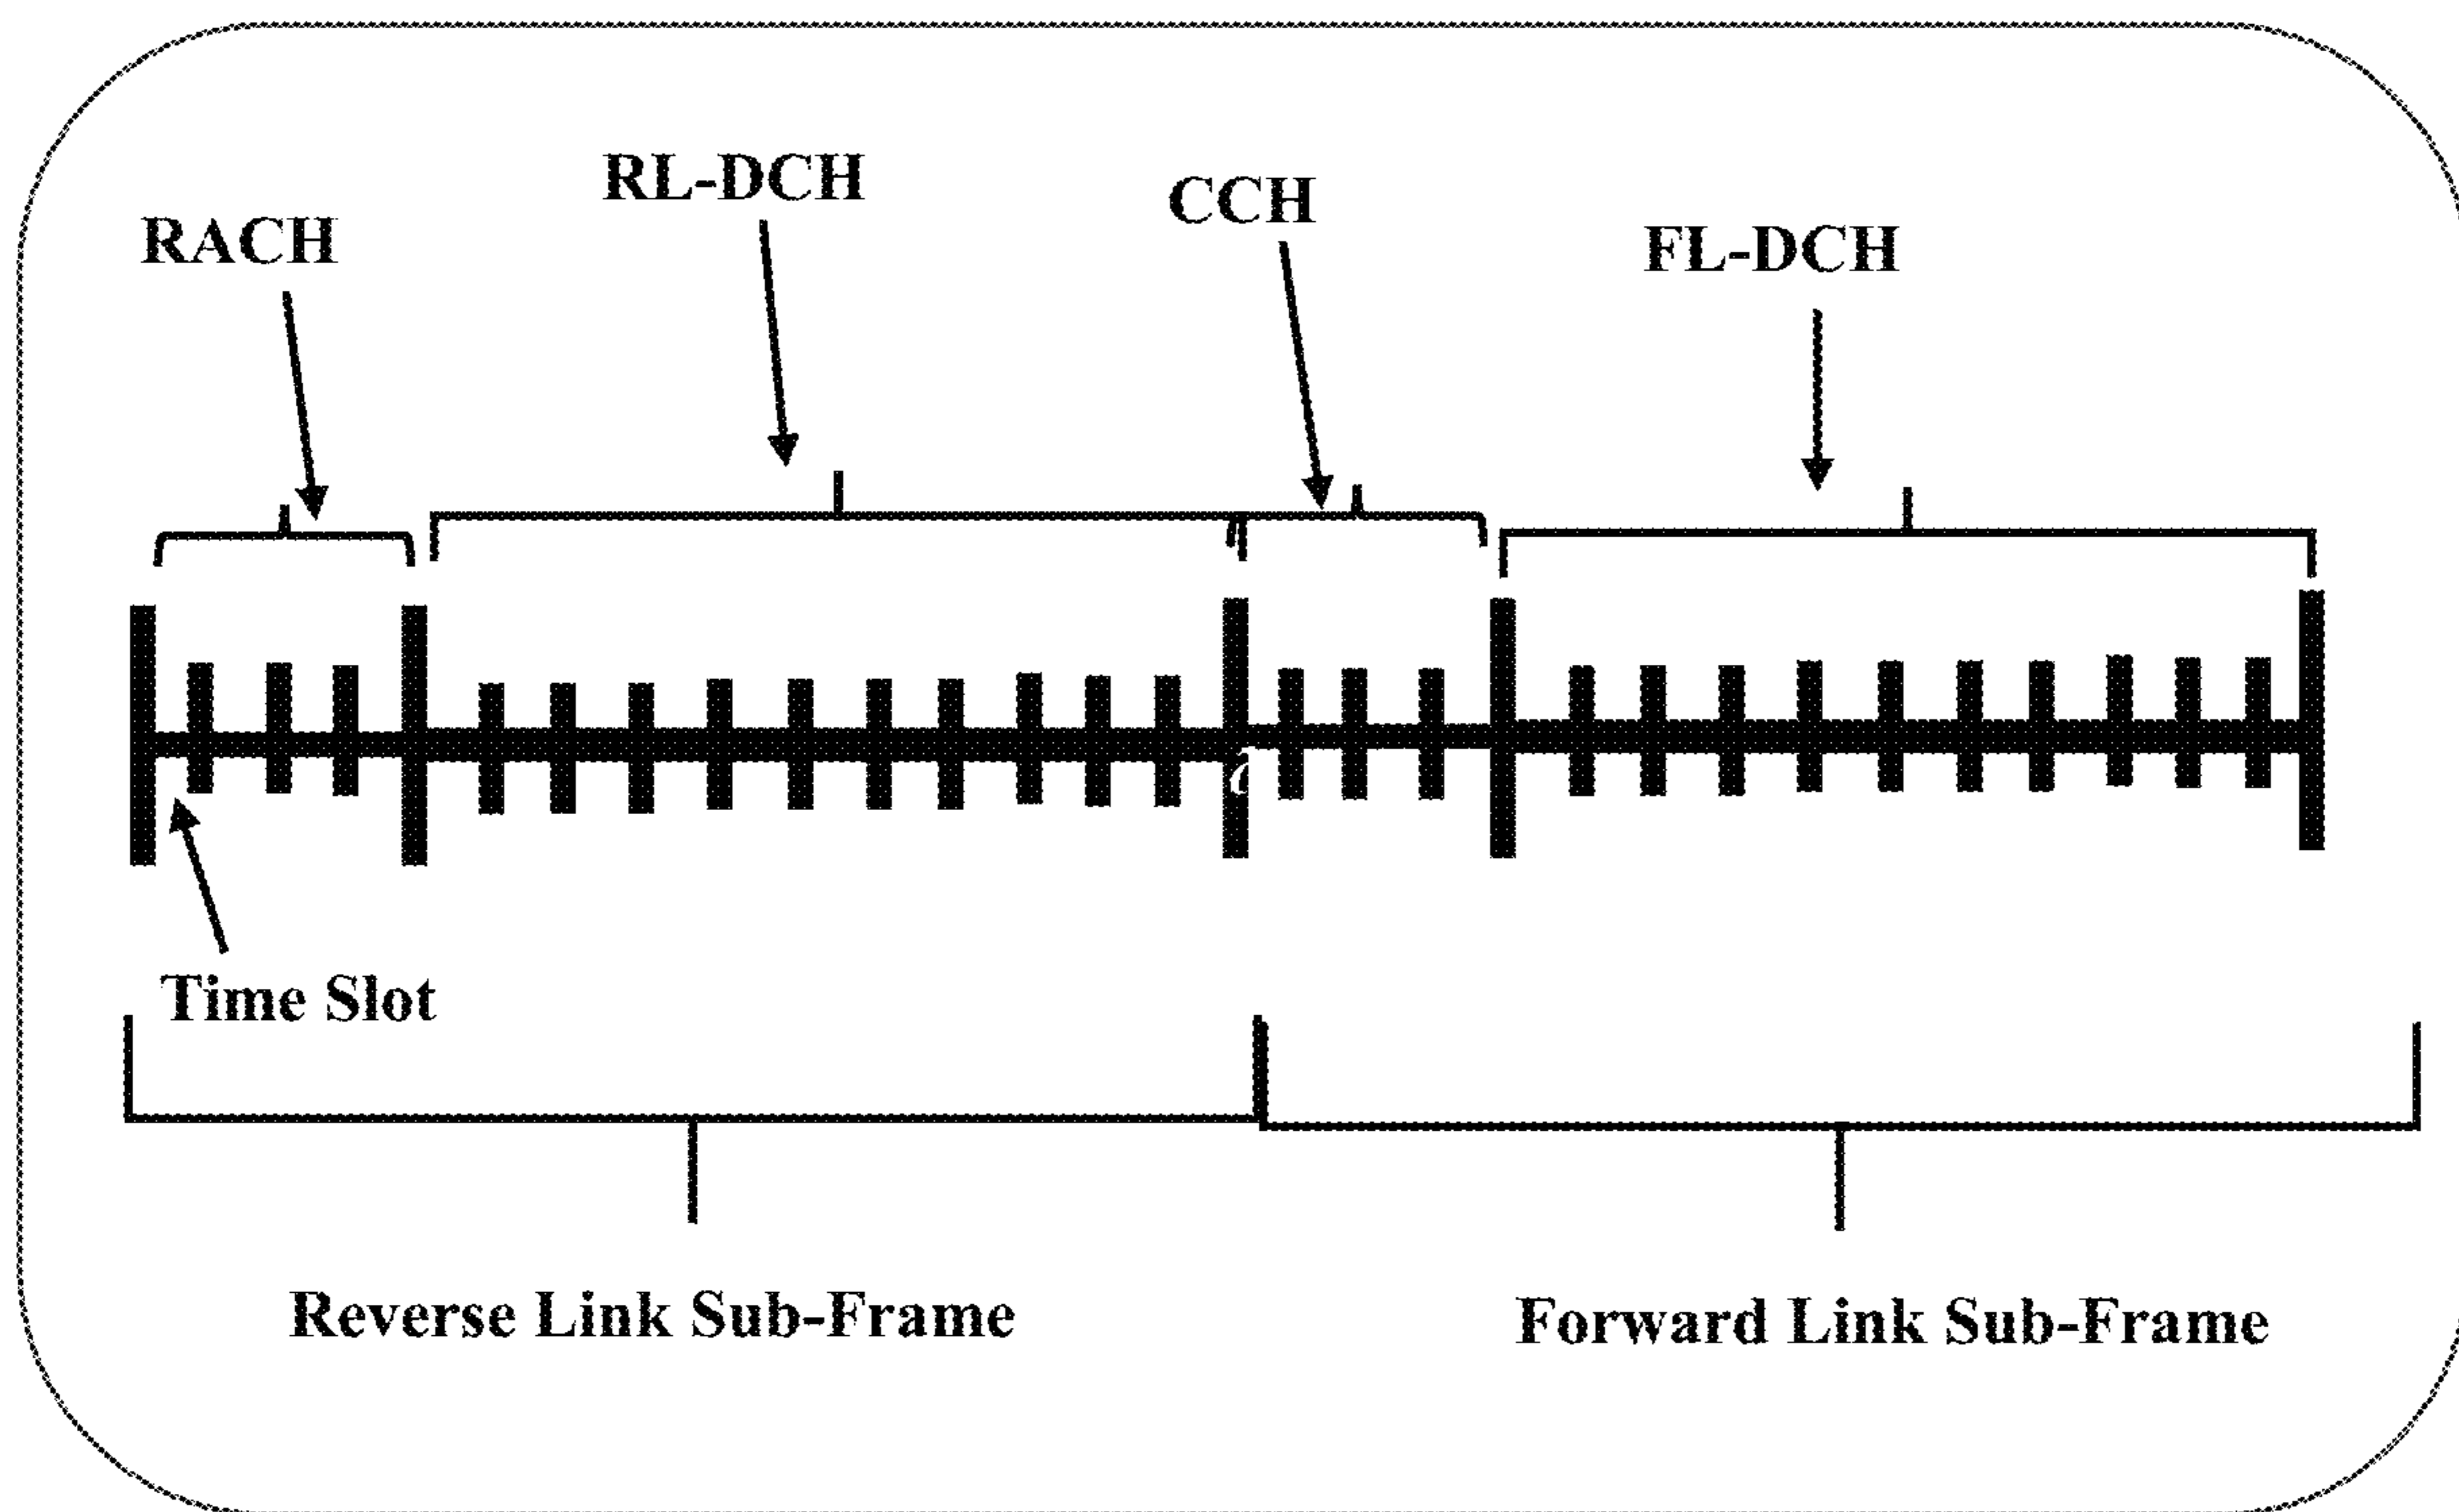 RL-DCH
CCH
RACH
FL-DCH
Time Slot
Reverse Link Sub-Frame
Forward Link Sub-Frame